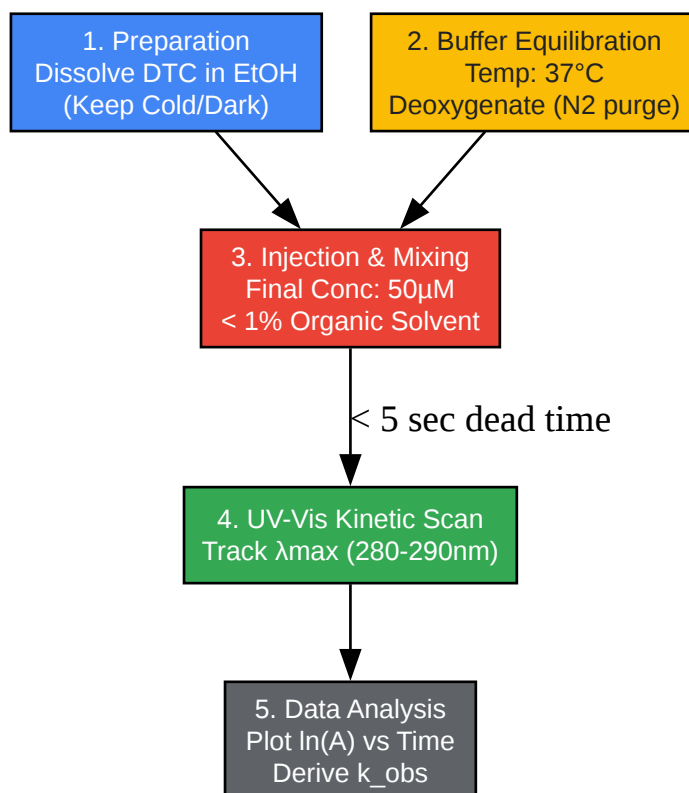 1. Preparation
Dissolve DTC in EtOH
(Keep Cold/Dark)
2. Buffer Equilibration
Temp: 37°C
Deoxygenate (N2 purge)
3. Injection & Mixing
Final Conc: 50µM
< 1% Organic Solvent
< 5 sec dead time
4. UV-Vis Kinetic Scan
Track λmax (280-290nm)
5. Data Analysis
Plot ln(A) vs Time
Derive k_obs